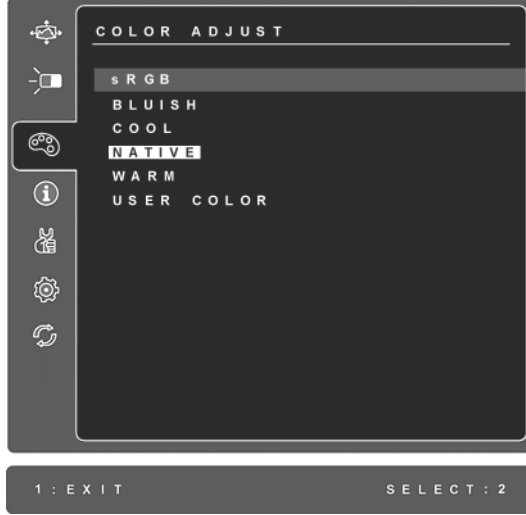 COLOR ADJUST
sRGB
BLUISH
COOL
NATIVE
WARM
USER COLOR
1:EXIT SELECT:2